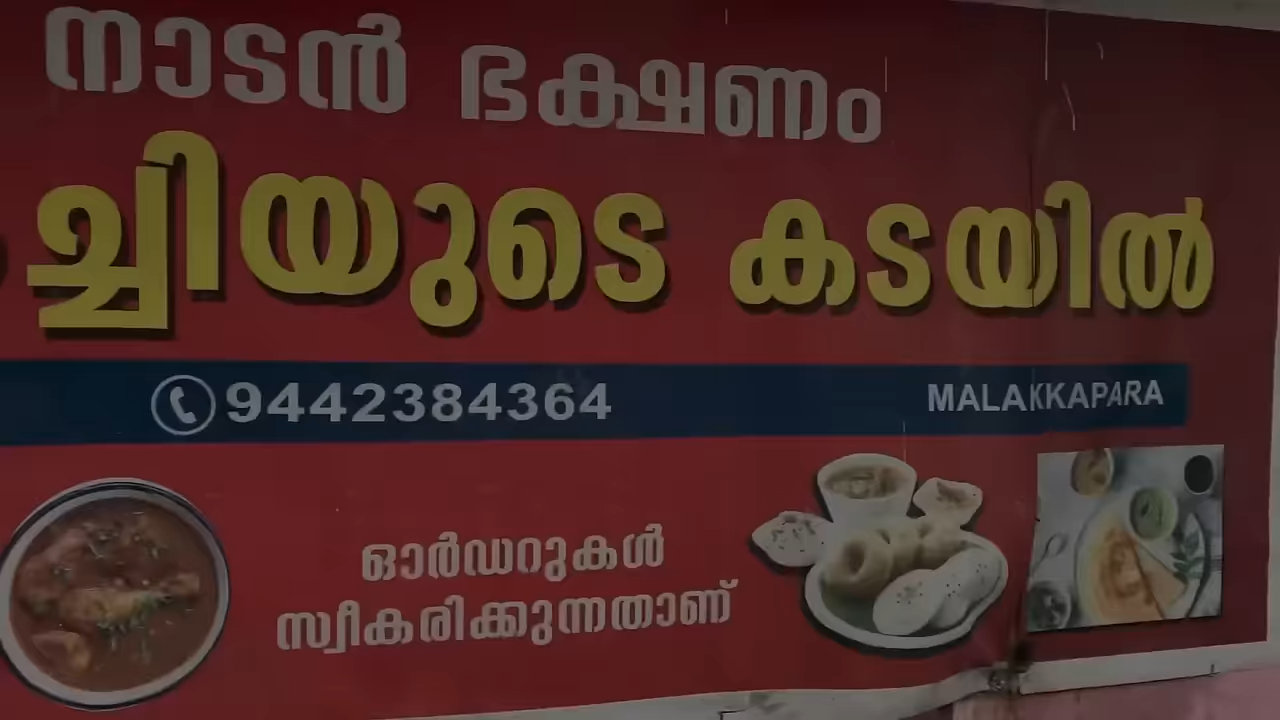 നാടൻ ഭക്ഷണം
ച്ചിയുടെ കടയിൽ
9442384364 MALAKKAPARA
ഓർഡറുകൾ
സ്വീകരിക്കുന്നതാണ്